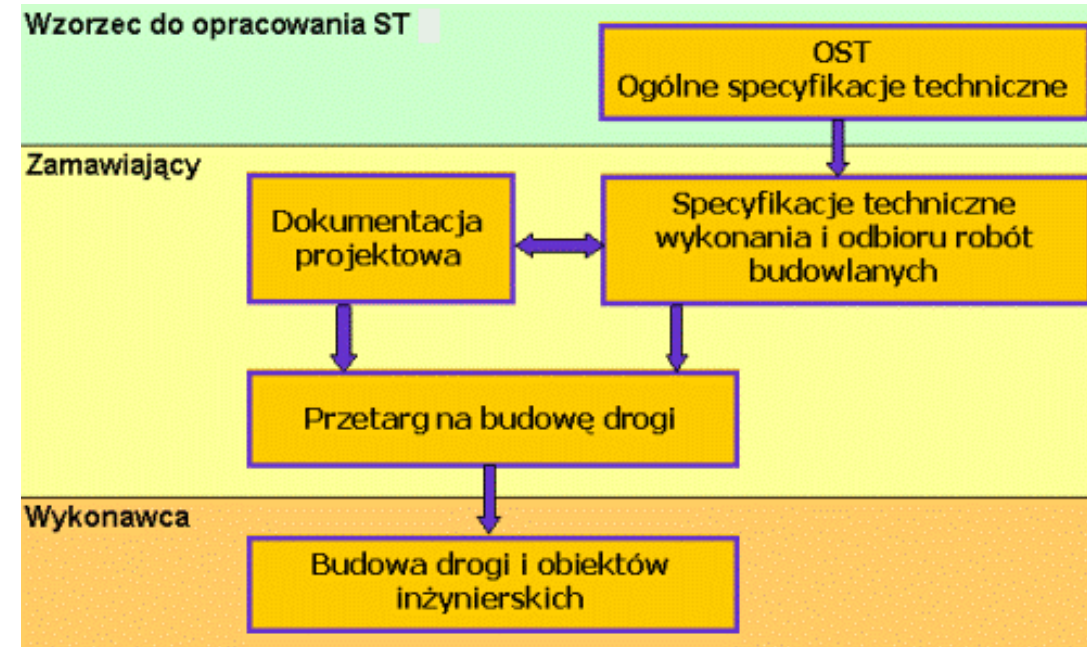 Wzorzec do opracowania ST
OST
Ogólne specyfikacje techniczne
Zamawiający
Dokumentacja
projektowa
Specyfikacje techniczne
wykonania i odbioru robót
budowlanych
Przetarg na budowę drogi
Wykonawca
Budowa drogi i obiektów
inżynierskich